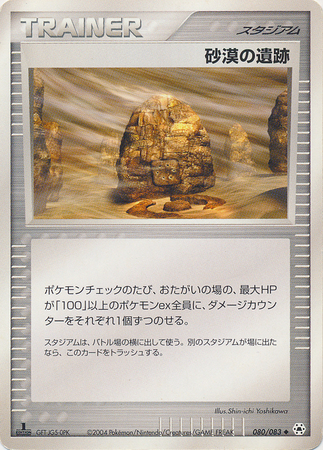 TRAINER
スタジアム
砂漠の遺跡
ポケモンチェックのたび、おたがいの場の、最大HP
が「100」以上のポケモンex全員に、ダメージカウン
ターをそれぞれ1個ずつのせる。
スタジアムは、バトル場の横に出して使う。別のスタジアムが場に出た
なら、このカードをトラッシュする。
Illus. Shin-ichi Yoshikawa
1
EDITION
©2004 Pokémon/Nintendo/Creatures/GAME FREAK
080/083